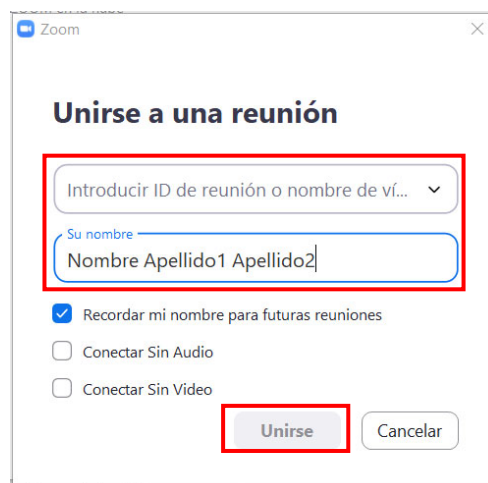 Zoom
Unirse a una reunión
Introducir ID de reunión o nombre de ví...
Su nombre
Nombre Apellido1 Apellido2
Recordar mi nombre para futuras reuniones
Conectar Sin Audio
Conectar Sin Video
Unirse
Cancelar